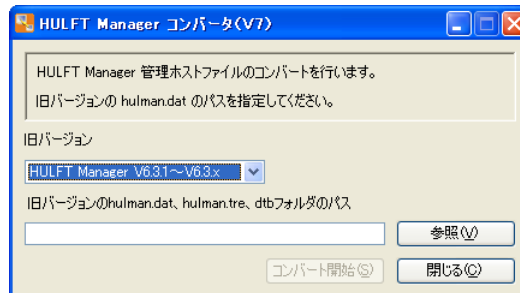 HULFT Manager コンバータ(V7)
HULFT Manager 管理ホストファイルのコンバートを行います。
旧バージョンの hulman.dat のパスを指定してください。
旧バージョン
HULFT Manager V6.3.1～V6.3.x
旧バージョンのhulman.dat、hulman.tre、dtbフォルダのパス
参照(V)
コンバート開始(S)
閉じる(C)